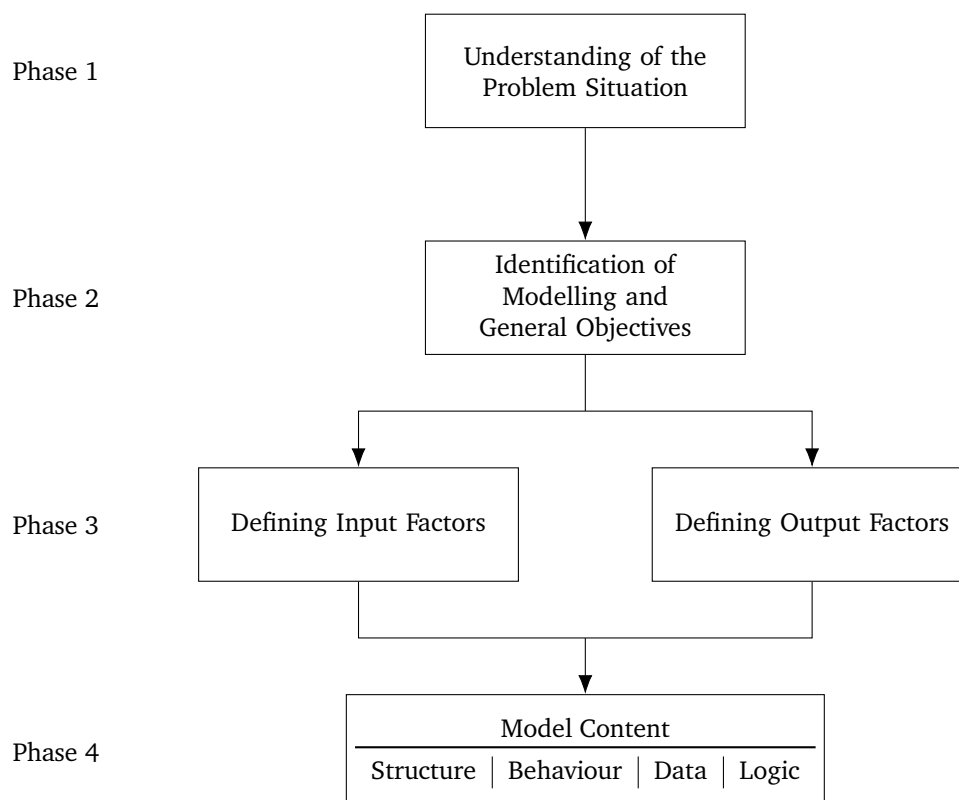 Phase 1
Understanding of the
Problem Situation
Phase 2
Identification of
Modelling and
General Objectives
Phase 3
Defining Input Factors
Defining Output Factors
Phase 4
Model Content
Structure | Behaviour | Data | Logic